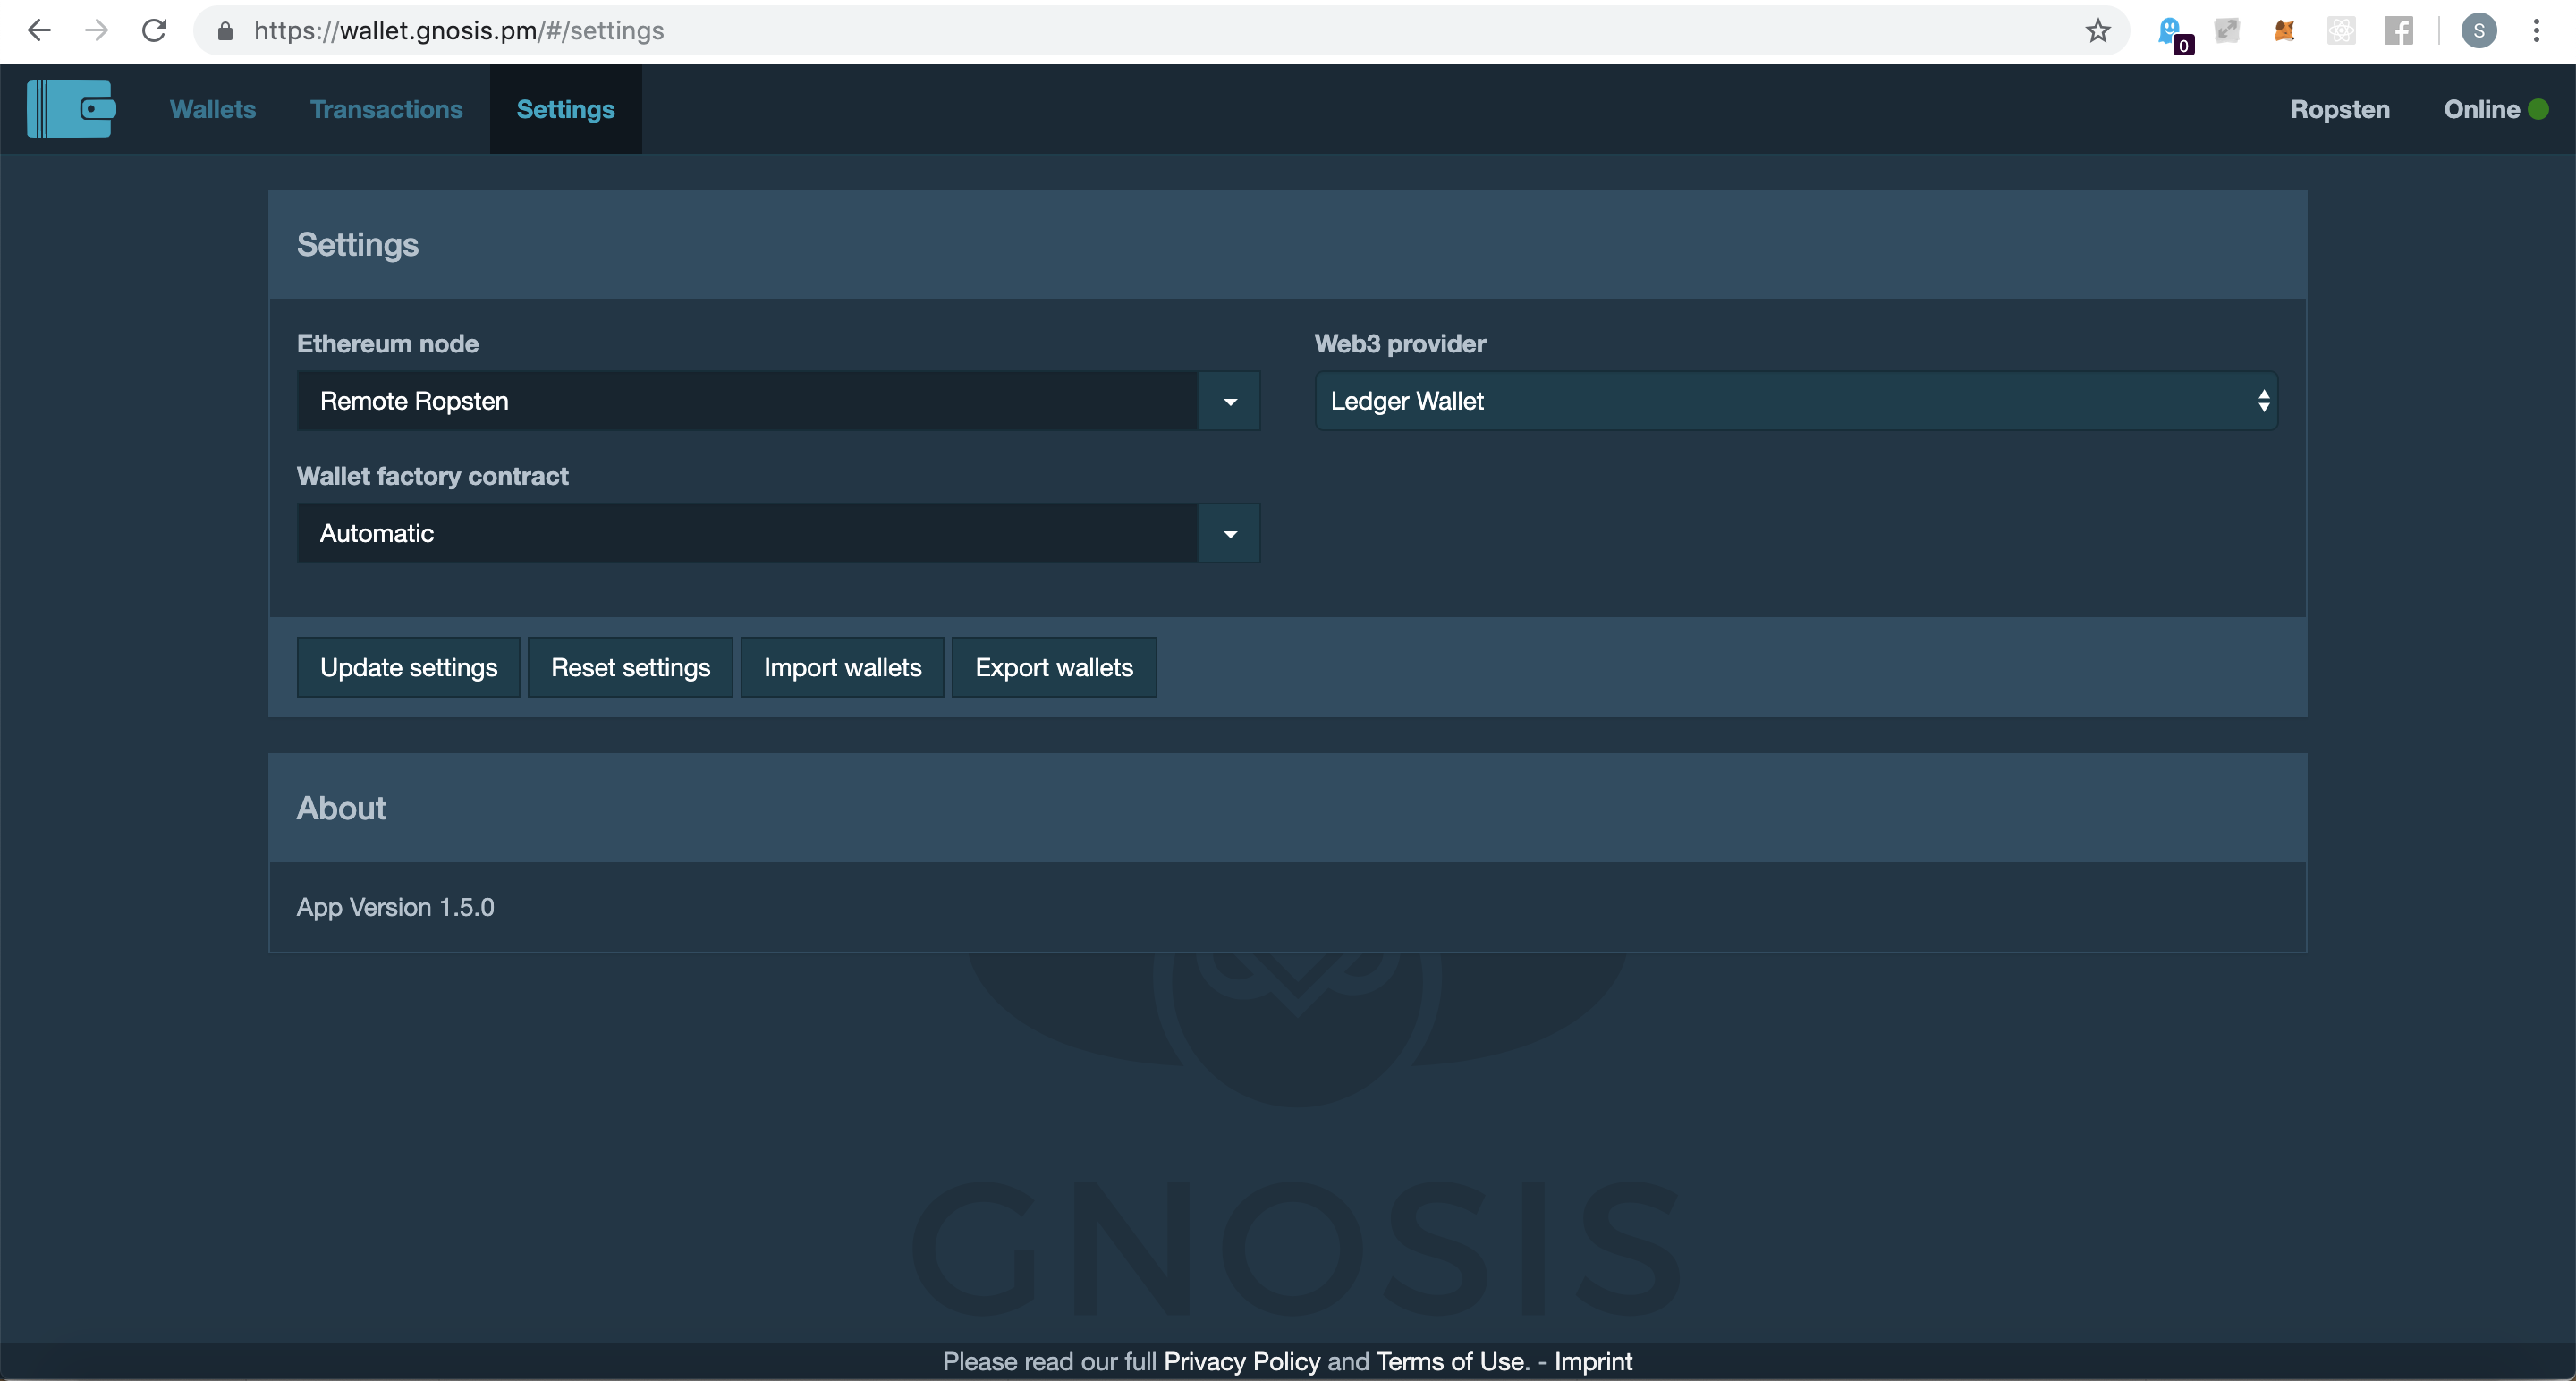 https://wallet.gnosis.pm/#/settings
0
S
Wallets Transactions Settings Ropsten Online
Settings
Ethereum node Web3 provider
Remote Ropsten Ledger Wallet
Wallet factory contract
Automatic
Update settings Reset settings Import wallets Export wallets
About
App Version 1.5.0
GNOSIS
Please read our full Privacy Policy and Terms of Use. - Imprint